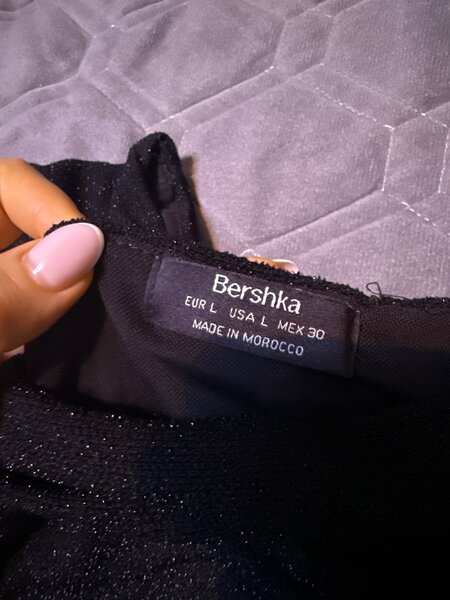 Bershka
EUR L USA L MEX 30
MADE IN MOROCCO